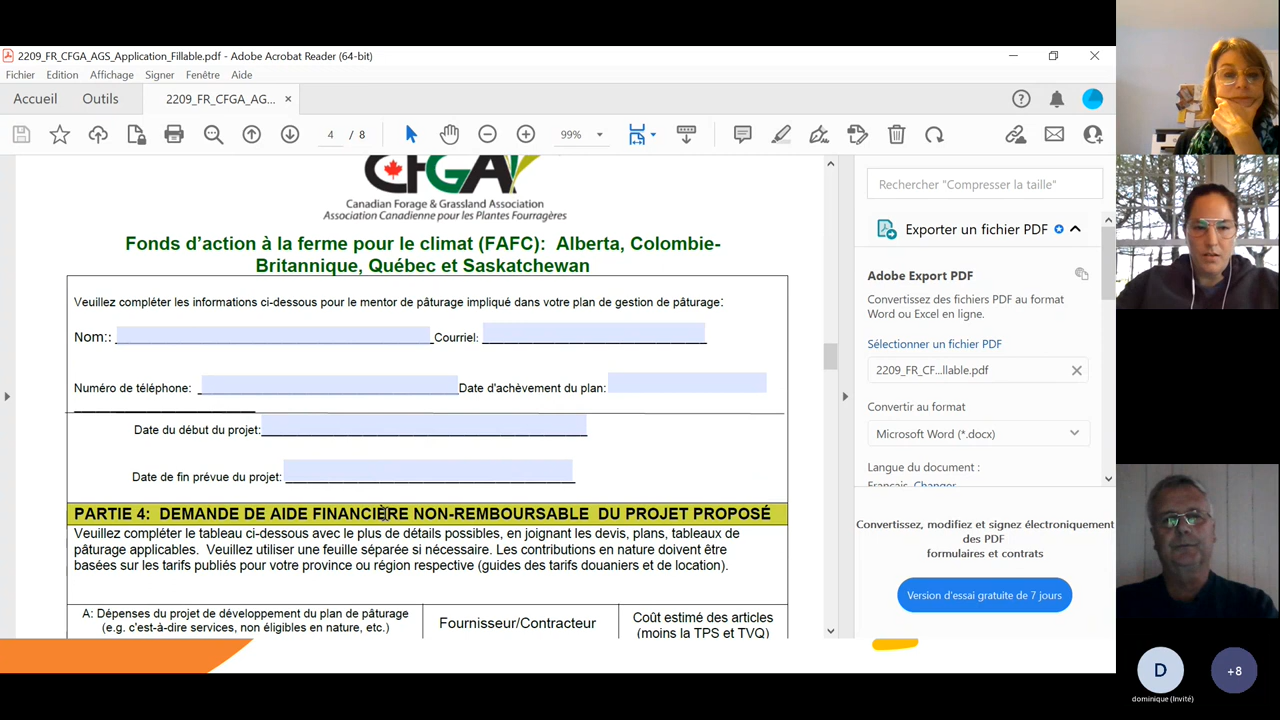 2209_FR_CFGA_AGS_Application_Fillable.pdf - Adobe Acrobat Reader (64-bit)
Fichier Edition Affichage Signer Fenêtre Aide
Accueil Outils 2209_FR_CFGA_AG... ×
4 / 8 99%
CFGA
Canadian Forage & Grassland Association
Association Canadienne pour les Plantes Fourragères
Fonds d'action à la ferme pour le climat (FAFC): Alberta, Colombie-
Britannique, Québec et Saskatchewan
Veuillez compléter les informations ci-dessous pour le mentor de pâturage impliqué dans votre plan de gestion de pâturage:
Nom:: Courriel:
Numéro de téléphone: Date d'achèvement du plan:
Date du début du projet:
Date de fin prévue du projet:
PARTIE 4: DEMANDE DE AIDE FINANCIÈRE NON-REMBOURSABLE DU PROJET PROPOSÉ
Veuillez compléter le tableau ci-dessous avec le plus de détails possibles, en joignant les devis, plans, tableaux de
pâturage applicables. Veuillez utiliser une feuille séparée si nécessaire. Les contributions en nature doivent être
basées sur les tarifs publiés pour votre province ou région respective (guides des tarifs douaniers et de location).
A: Dépenses du projet de développement du plan de pâturage
(e.g. c'est-à-dire services, non éligibles en nature, etc.)
Fournisseur/Contracteur
Coût estimé des articles
(moins la TPS et TVQ)
Rechercher "Compresser la taille"
Exporter un fichier PDF
Adobe Export PDF
Convertissez des fichiers PDF au format
Word ou Excel en ligne.
Sélectionner un fichier PDF
2209_FR_CF...llable.pdf
Convertir au format
Microsoft Word (*.docx)
Langue du document :
Français Changer
Convertissez, modifiez et signez électroniquement
des PDF
formulaires et contrats
Version d'essai gratuite de 7 jours
D
+8
dominique (Invité)